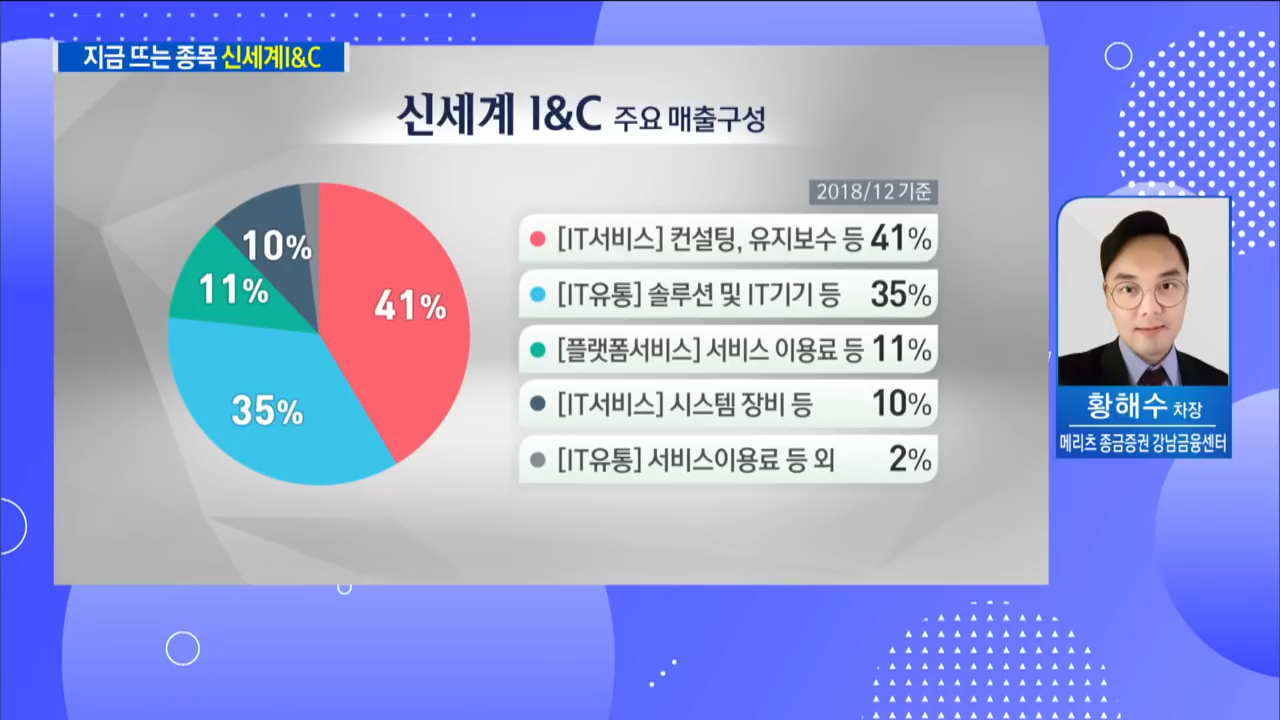 지금 뜨는 종목 신세계I&C
신세계 I&C 주요 매출구성
2018/12 기준
10%
11%
41%
35%
[IT서비스] 컨설팅, 유지보수 등 41%
[IT유통] 솔루션 및 IT기기 등 35%
[플랫폼서비스] 서비스 이용료 등 11%
[IT서비스] 시스템 장비 등 10%
[IT유통] 서비스이용료 등 외 2%
황해수 차장
메리츠 종금증권 강남금융센터